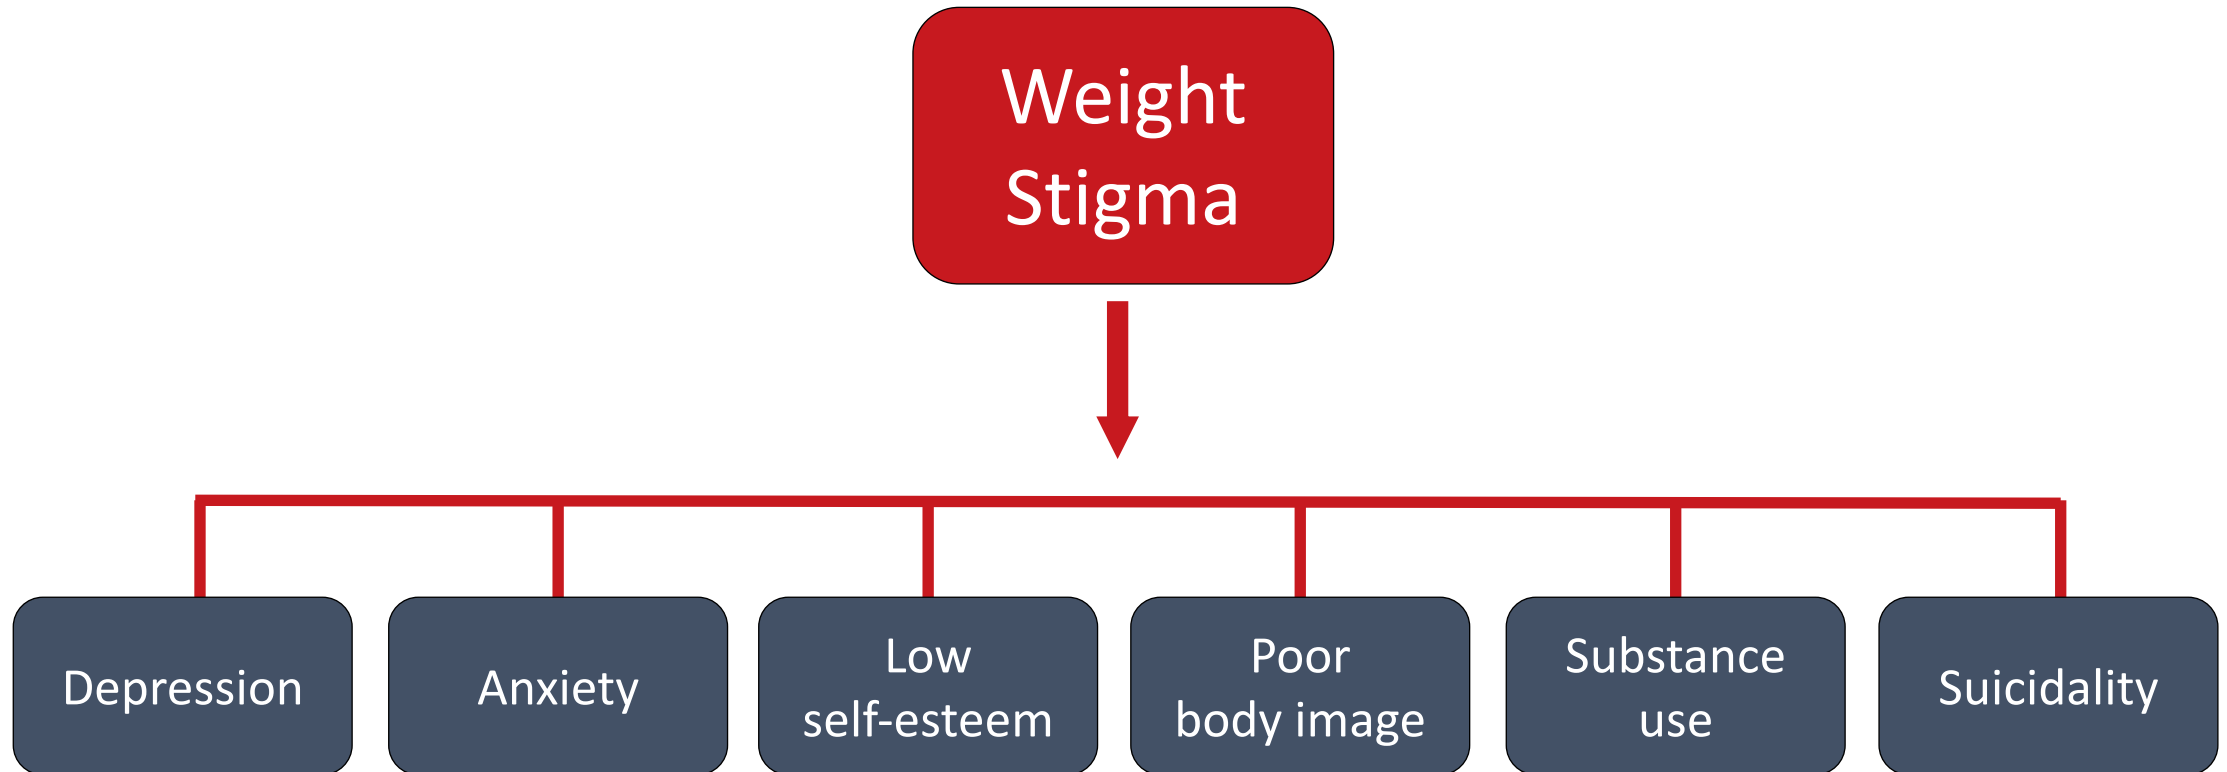 Weight
Stigma
Depression
Anxiety
Low
self-esteem
Poor
body image
Substance
use
Suicidality